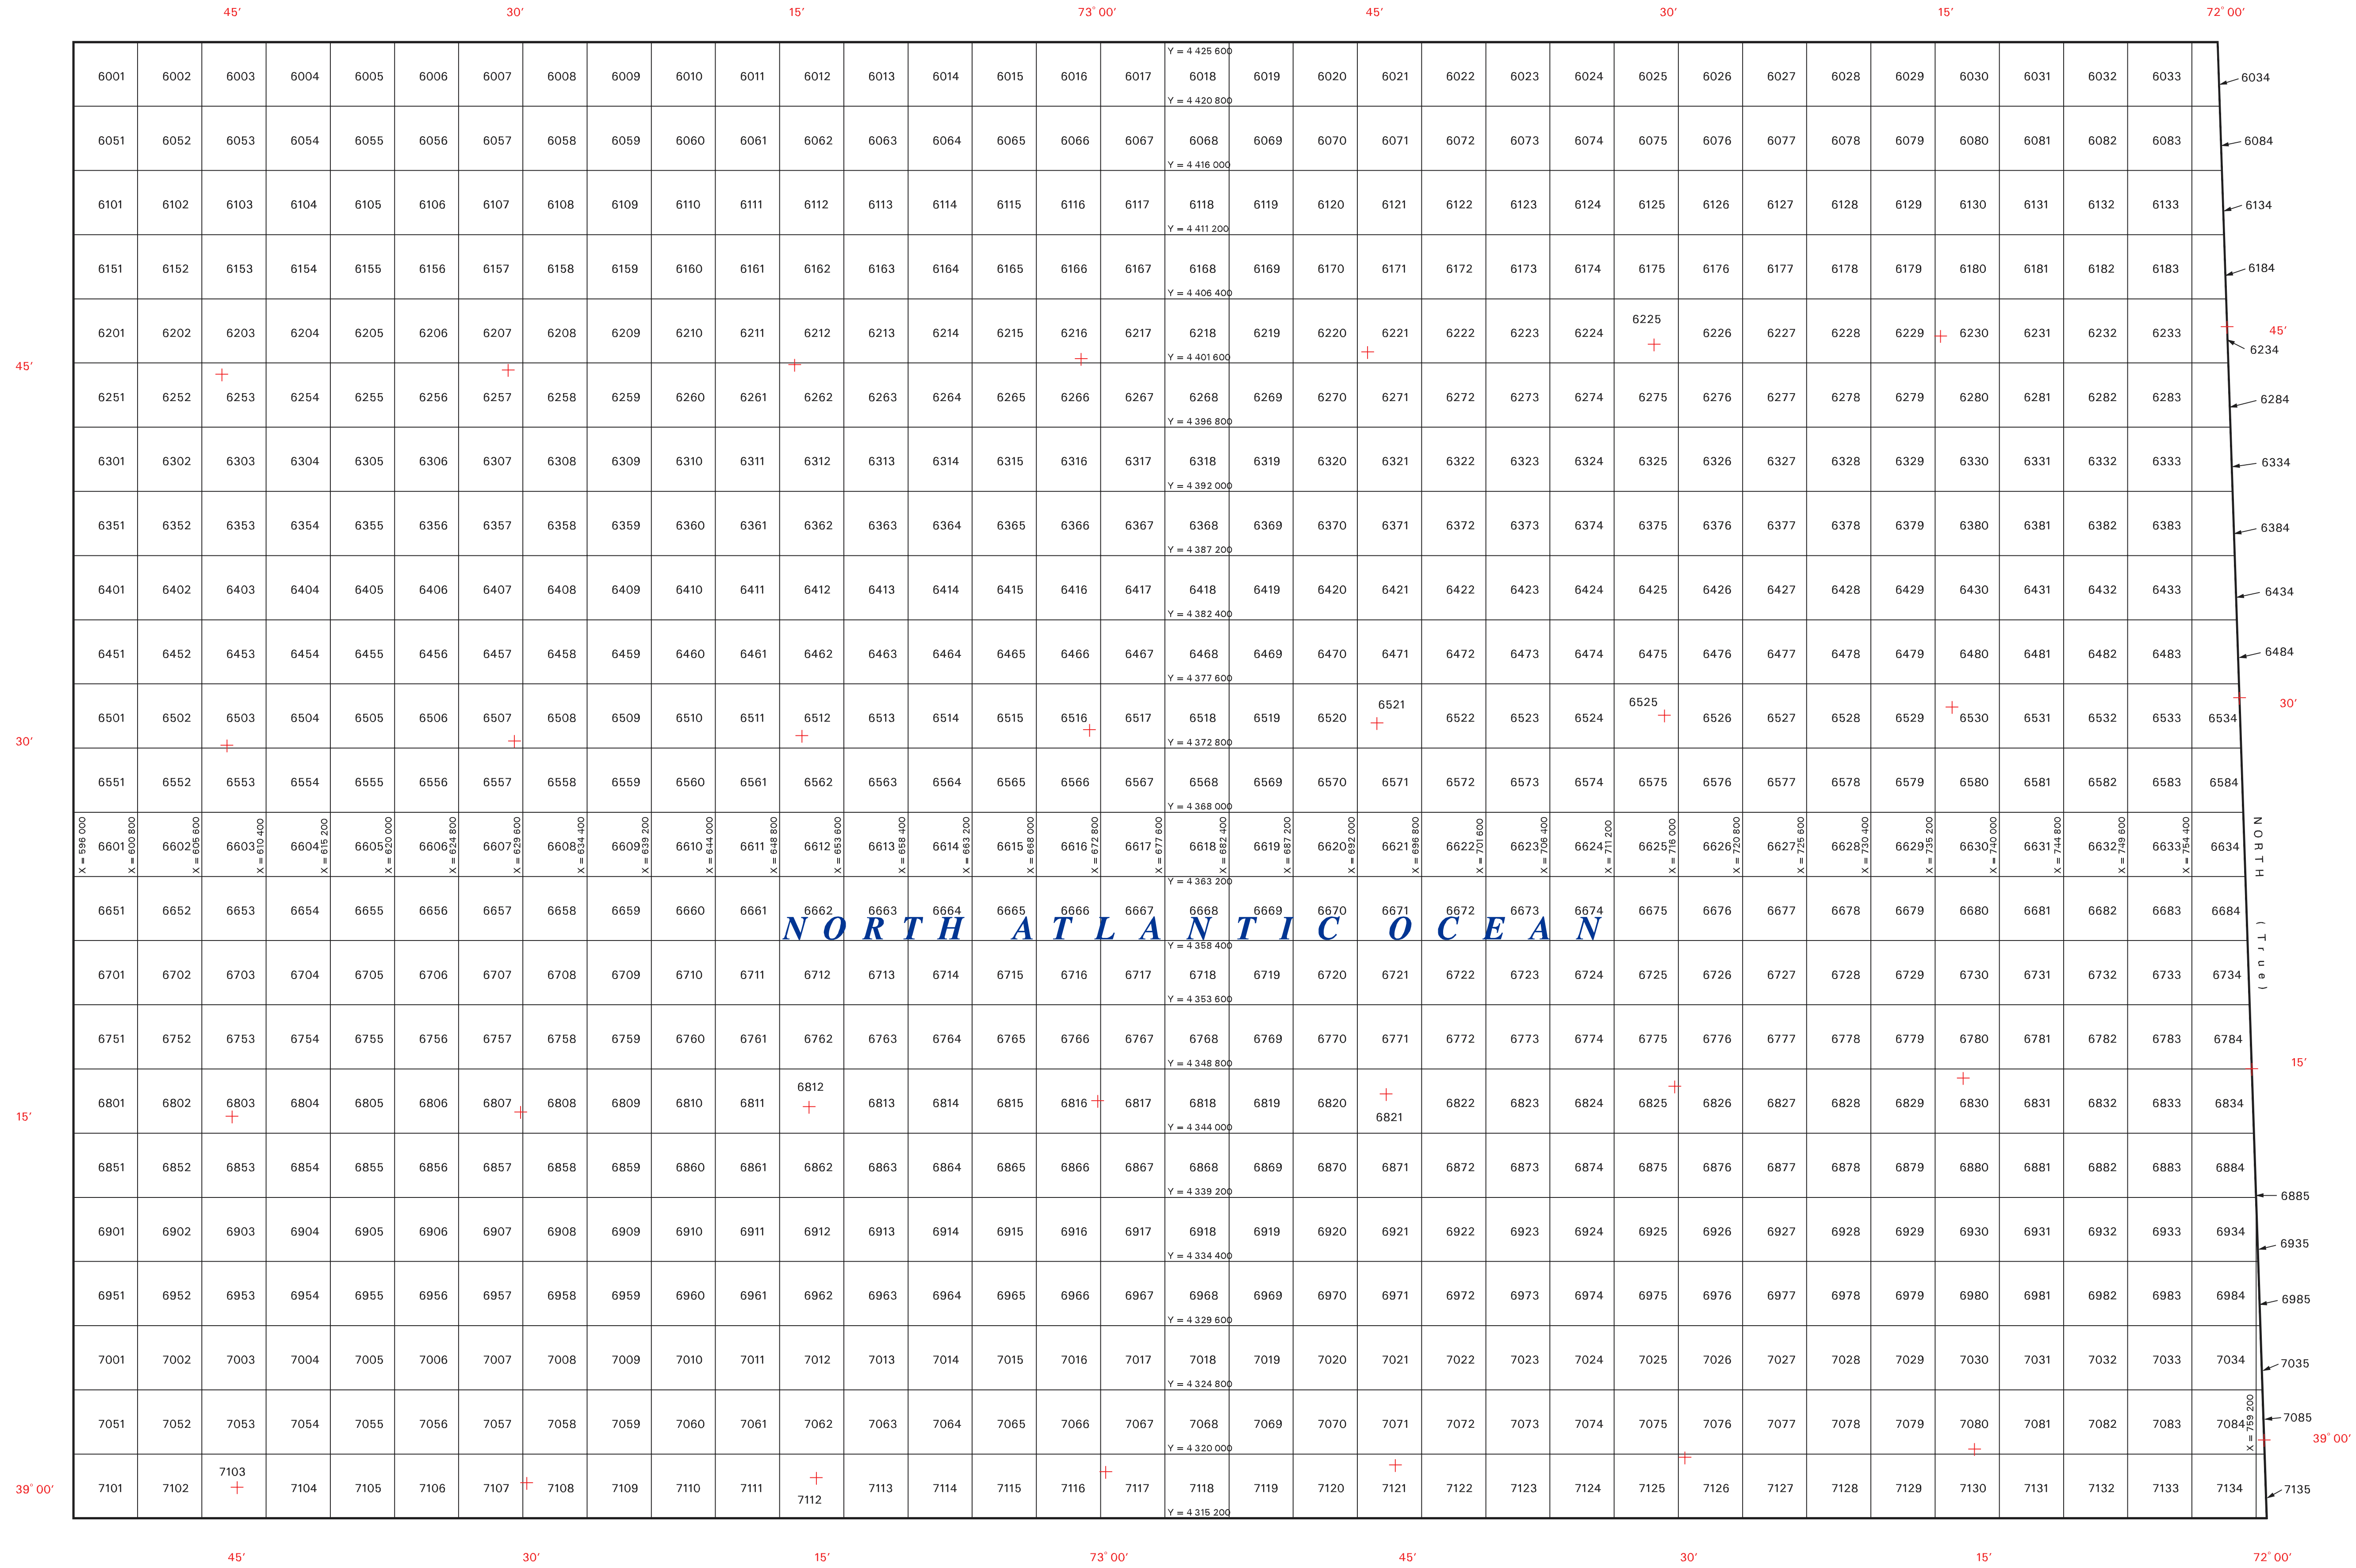 45′ 30′ 15′ 73° 00′ 45′ 30′ 15′ 72° 00′
Y = 4 425 600
6001 6002 6003 6004 6005 6006 6007 6008 6009 6010 6011 6012 6013 6014 6015 6016 6017 6018 6019 6020 6021 6022 6023 6024 6025 6026 6027 6028 6029 6030 6031 6032 6033 6034
Y = 4 420 800
6051 6052 6053 6054 6055 6056 6057 6058 6059 6060 6061 6062 6063 6064 6065 6066 6067 6068 6069 6070 6071 6072 6073 6074 6075 6076 6077 6078 6079 6080 6081 6082 6083 6084
Y = 4 416 000
6101 6102 6103 6104 6105 6106 6107 6108 6109 6110 6111 6112 6113 6114 6115 6116 6117 6118 6119 6120 6121 6122 6123 6124 6125 6126 6127 6128 6129 6130 6131 6132 6133 6134
Y = 4 411 200
6151 6152 6153 6154 6155 6156 6157 6158 6159 6160 6161 6162 6163 6164 6165 6166 6167 6168 6169 6170 6171 6172 6173 6174 6175 6176 6177 6178 6179 6180 6181 6182 6183 6184
Y = 4 406 400
6201 6202 6203 6204 6205 6206 6207 6208 6209 6210 6211 6212 6213 6214 6215 6216 6217 6218 6219 6220 6221 6222 6223 6224 6225 6226 6227 6228 6229 6230 6231 6232 6233 45′
6234
45′ Y = 4 401 600
6251 6252 6253 6254 6255 6256 6257 6258 6259 6260 6261 6262 6263 6264 6265 6266 6267 6268 6269 6270 6271 6272 6273 6274 6275 6276 6277 6278 6279 6280 6281 6282 6283 6284
Y = 4 396 800
6301 6302 6303 6304 6305 6306 6307 6308 6309 6310 6311 6312 6313 6314 6315 6316 6317 6318 6319 6320 6321 6322 6323 6324 6325 6326 6327 6328 6329 6330 6331 6332 6333 6334
Y = 4 392 000
6351 6352 6353 6354 6355 6356 6357 6358 6359 6360 6361 6362 6363 6364 6365 6366 6367 6368 6369 6370 6371 6372 6373 6374 6375 6376 6377 6378 6379 6380 6381 6382 6383 6384
Y = 4 387 200
6401 6402 6403 6404 6405 6406 6407 6408 6409 6410 6411 6412 6413 6414 6415 6416 6417 6418 6419 6420 6421 6422 6423 6424 6425 6426 6427 6428 6429 6430 6431 6432 6433 6434
Y = 4 382 400
6451 6452 6453 6454 6455 6456 6457 6458 6459 6460 6461 6462 6463 6464 6465 6466 6467 6468 6469 6470 6471 6472 6473 6474 6475 6476 6477 6478 6479 6480 6481 6482 6483 6484
Y = 4 377 600
30′
6501 6502 6503 6504 6505 6506 6507 6508 6509 6510 6511 6512 6513 6514 6515 6516 6517 6518 6519 6520 6521 6522 6523 6524 6525 6526 6527 6528 6529 6530 6531 6532 6533 6534
30′ Y = 4 372 800
6551 6552 6553 6554 6555 6556 6557 6558 6559 6560 6561 6562 6563 6564 6565 6566 6567 6568 6569 6570 6571 6572 6573 6574 6575 6576 6577 6578 6579 6580 6581 6582 6583 6584
Y = 4 368 000
X = 596 000 X = 600 800 X = 605 600 X = 610 400 X = 615 200 X = 620 000 X = 624 800 X = 629 600 X = 634 400 X = 639 200 X = 644 000 X = 648 800 X = 653 600 X = 658 400 X = 663 200 X = 668 000 X = 672 800 X = 677 600 X = 682 400 X = 687 200 X = 692 000 X = 696 800 X = 701 600 X = 706 400 X = 711 200 X = 716 000 X = 720 800 X = 725 600 X = 730 400 X = 735 200 X = 740 000 X = 744 800 X = 749 600 X = 754 400
6601 6602 6603 6604 6605 6606 6607 6608 6609 6610 6611 6612 6613 6614 6615 6616 6617 6618 6619 6620 6621 6622 6623 6624 6625 6626 6627 6628 6629 6630 6631 6632 6633 6634
NORTH (True)
Y = 4 363 200
6651 6652 6653 6654 6655 6656 6657 6658 6659 6660 6661 6662 6663 6664 6665 6666 6667 6668 6669 6670 6671 6672 6673 6674 6675 6676 6677 6678 6679 6680 6681 6682 6683 6684
NORTH ATLANTIC OCEAN
Y = 4 358 400
6701 6702 6703 6704 6705 6706 6707 6708 6709 6710 6711 6712 6713 6714 6715 6716 6717 6718 6719 6720 6721 6722 6723 6724 6725 6726 6727 6728 6729 6730 6731 6732 6733 6734
Y = 4 353 600
6751 6752 6753 6754 6755 6756 6757 6758 6759 6760 6761 6762 6763 6764 6765 6766 6767 6768 6769 6770 6771 6772 6773 6774 6775 6776 6777 6778 6779 6780 6781 6782 6783 6784
Y = 4 348 800 15′
6801 6802 6803 6804 6805 6806 6807 6808 6809 6810 6811 6812 6813 6814 6815 6816 6817 6818 6819 6820 6821 6822 6823 6824 6825 6826 6827 6828 6829 6830 6831 6832 6833 6834
15′ Y = 4 344 000
6851 6852 6853 6854 6855 6856 6857 6858 6859 6860 6861 6862 6863 6864 6865 6866 6867 6868 6869 6870 6871 6872 6873 6874 6875 6876 6877 6878 6879 6880 6881 6882 6883 6884 6885
Y = 4 339 200
6901 6902 6903 6904 6905 6906 6907 6908 6909 6910 6911 6912 6913 6914 6915 6916 6917 6918 6919 6920 6921 6922 6923 6924 6925 6926 6927 6928 6929 6930 6931 6932 6933 6934 6935
Y = 4 334 400
6951 6952 6953 6954 6955 6956 6957 6958 6959 6960 6961 6962 6963 6964 6965 6966 6967 6968 6969 6970 6971 6972 6973 6974 6975 6976 6977 6978 6979 6980 6981 6982 6983 6984 6985
Y = 4 329 600
7001 7002 7003 7004 7005 7006 7007 7008 7009 7010 7011 7012 7013 7014 7015 7016 7017 7018 7019 7020 7021 7022 7023 7024 7025 7026 7027 7028 7029 7030 7031 7032 7033 7034 7035
Y = 4 324 800
7051 7052 7053 7054 7055 7056 7057 7058 7059 7060 7061 7062 7063 7064 7065 7066 7067 7068 7069 7070 7071 7072 7073 7074 7075 7076 7077 7078 7079 7080 7081 7082 7083 7084 X = 759 200 7085
Y = 4 320 000 39° 00′
39° 00′ 7101 7102 7103 7104 7105 7106 7107 7108 7109 7110 7111 7112 7113 7114 7115 7116 7117 7118 7119 7120 7121 7122 7123 7124 7125 7126 7127 7128 7129 7130 7131 7132 7133 7134 7135
Y = 4 315 200
45′ 30′ 15′ 73° 00′ 45′ 30′ 15′ 72° 00′